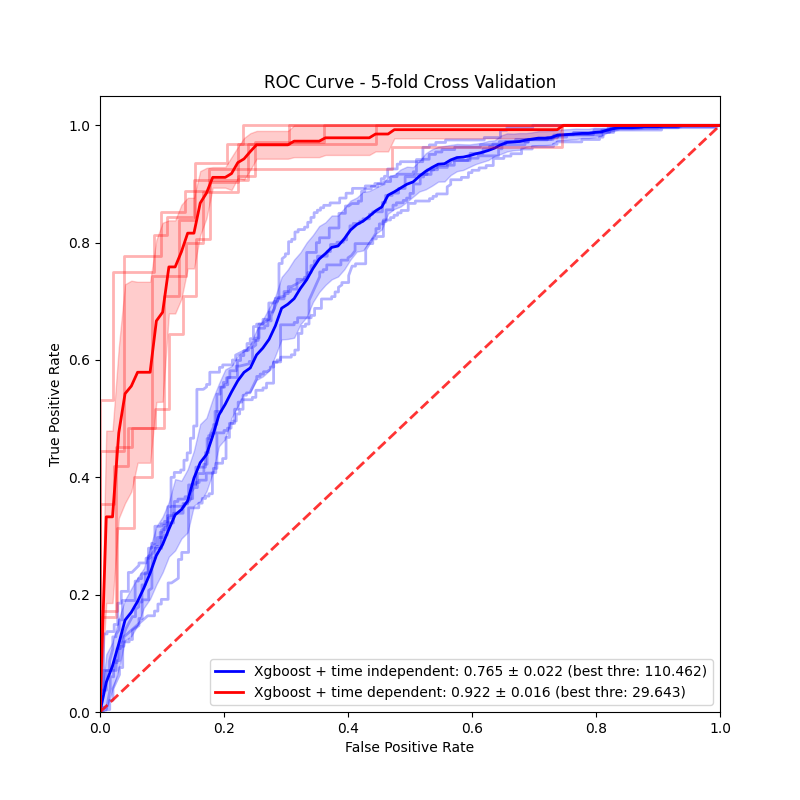 ROC Curve - 5-fold Cross Validation
True Positive Rate
1.0
0.8
0.6
0.4
0.2
0.0
Xgboost + time independent: 0.765 ± 0.022 (best thre: 110.462)
Xgboost + time dependent: 0.922 ± 0.016 (best thre: 29.643)
0.0 0.2 0.4 0.6 0.8 1.0
False Positive Rate